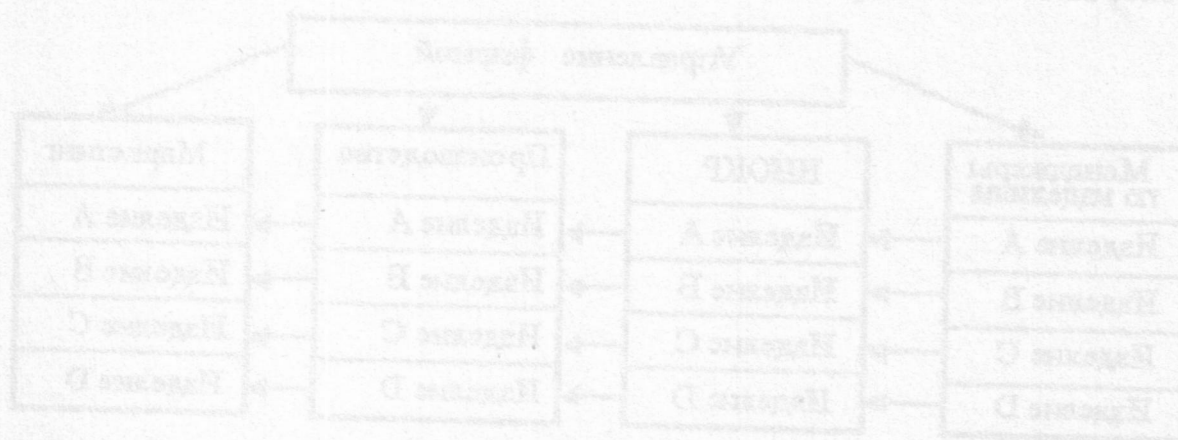 Управление фирмой
Менеджеры
по изделиям
Изделие A
Изделие B
Изделие C
Изделие D
НИОКР
Изделие A
Изделие B
Изделие C
Изделие D
Производство
Изделие A
Изделие B
Изделие C
Изделие D
Маркетинг
Изделие A
Изделие B
Изделие C
Изделие D